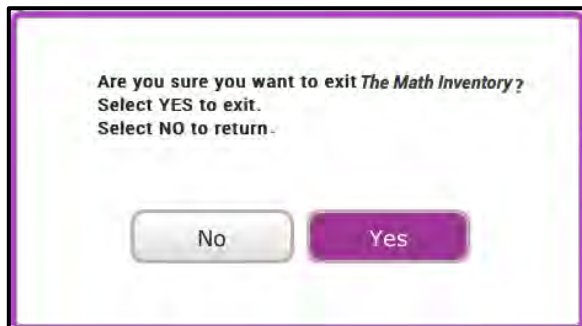 Are you sure you want to exit The Math Inventory?
Select YES to exit.
Select NO to return.
No
Yes